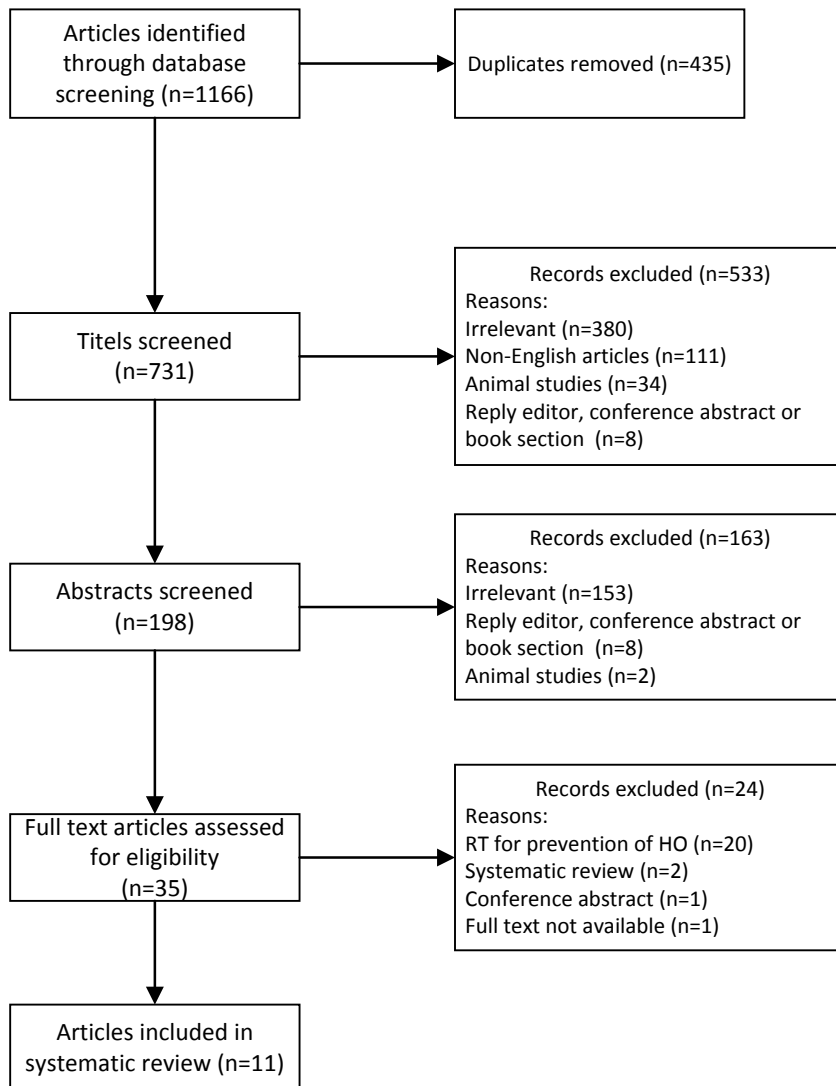 Articles identified
through database
screening (n=1166)
Duplicates removed (n=435)
Titels screened
(n=731)
Records excluded (n=533)
Reasons:
Irrelevant (n=380)
Non-English articles (n=111)
Animal studies (n=34)
Reply editor, conference abstract or
book section (n=8)
Abstracts screened
(n=198)
Records excluded (n=163)
Reasons:
Irrelevant (n=153)
Reply editor, conference abstract or
book section (n=8)
Animal studies (n=2)
Full text articles assessed
for eligibility
(n=35)
Records excluded (n=24)
Reasons:
RT for prevention of HO (n=20)
Systematic review (n=2)
Conference abstract (n=1)
Full text not available (n=1)
Articles included in
systematic review (n=11)